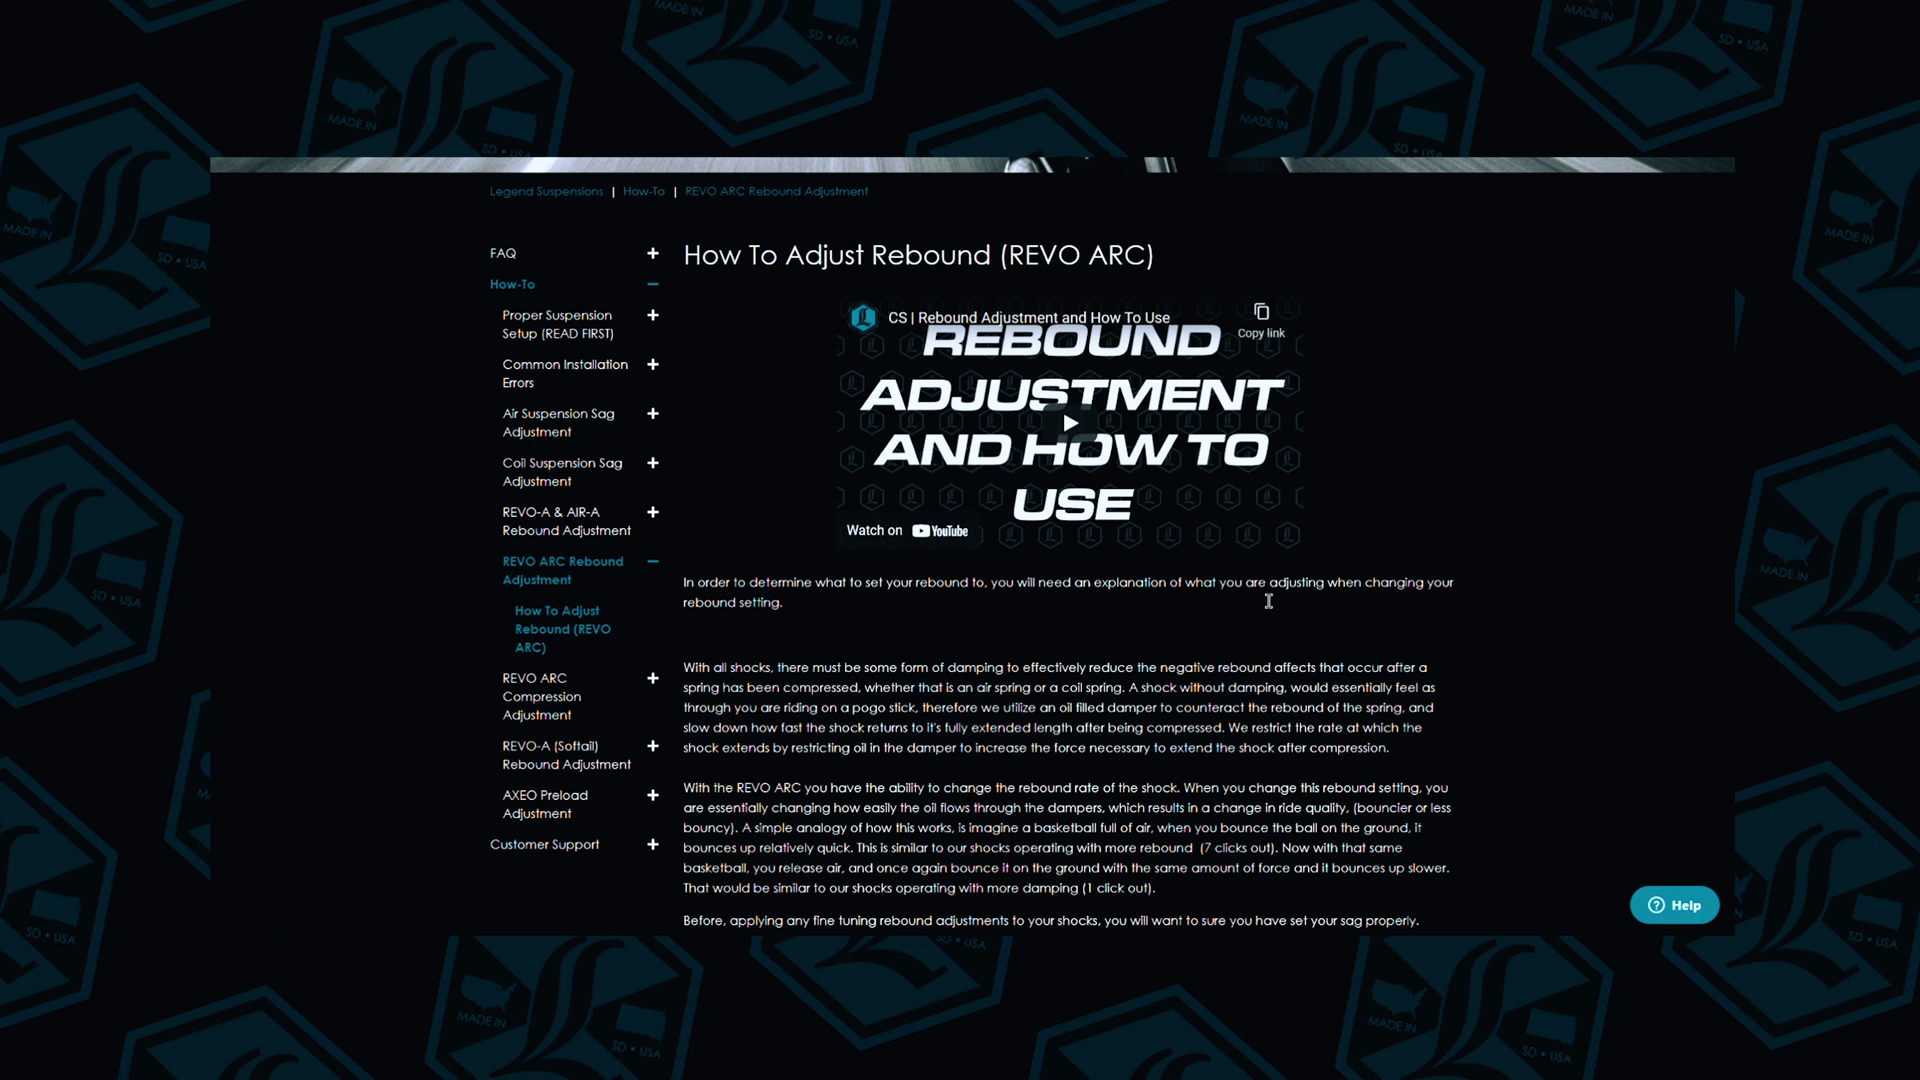 Legend Suspensions | How-To | REVO ARC Rebound Adjustment
FAQ
How-To
Proper Suspension
Setup (READ FIRST)
Common Installation
Errors
Air Suspension Sag
Adjustment
Coil Suspension Sag
Adjustment
REVO-A & AIR-A
Rebound Adjustment
REVO ARC Rebound
Adjustment
How To Adjust
Rebound (REVO
ARC)
REVO ARC
Compression
Adjustment
REVO-A (Softail)
Rebound Adjustment
AXEO Preload
Adjustment
Customer Support
How To Adjust Rebound (REVO ARC)
CS | Rebound Adjustment and How To Use
Copy link
REBOUND
ADJUSTMENT
AND HOW TO
USE
Watch on YouTube
In order to determine what to set your rebound to, you will need an explanation of what you are adjusting when changing your
rebound setting.
With all shocks, there must be some form of damping to effectively reduce the negative rebound affects that occur after a
spring has been compressed, whether that is an air spring or a coil spring. A shock without damping, would essentially feel as
through you are riding on a pogo stick, therefore we utilize an oil filled damper to counteract the rebound of the spring, and
slow down how fast the shock returns to it's fully extended length after being compressed. We restrict the rate at which the
shock extends by restricting oil in the damper to increase the force necessary to extend the shock after compression.
With the REVO ARC you have the ability to change the rebound rate of the shock. When you change this rebound setting, you
are essentially changing how easily the oil flows through the dampers, which results in a change in ride quality, (bouncier or less
bouncy). A simple analogy of how this works, is imagine a basketball full of air, when you bounce the ball on the ground, it
bounces up relatively quick. This is similar to our shocks operating with more rebound (7 clicks out). Now with that same
basketball, you release air, and once again bounce it on the ground with the same amount of force and it bounces up slower.
That would be similar to our shocks operating with more damping (1 click out).
Before, applying any fine tuning rebound adjustments to your shocks, you will want to sure you have set your sag properly.
Help
MADE IN
SD • USA